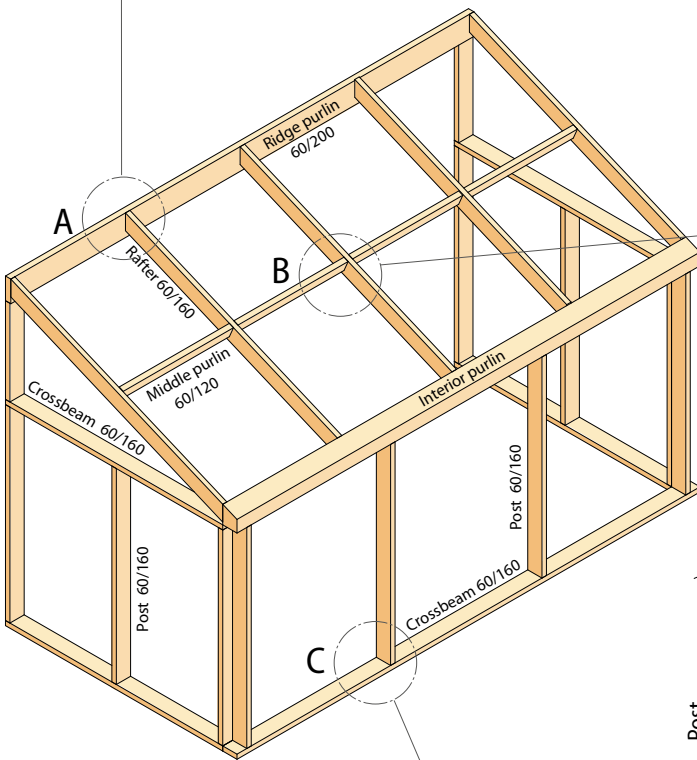 Ridge purlin
60/200
A
Rafter 60/160
B
Middle purlin
60/120
Interior purlin
Crossbeam 60/160
Post 60/160
Post 60/160
Crossbeam 60/160
C
Post